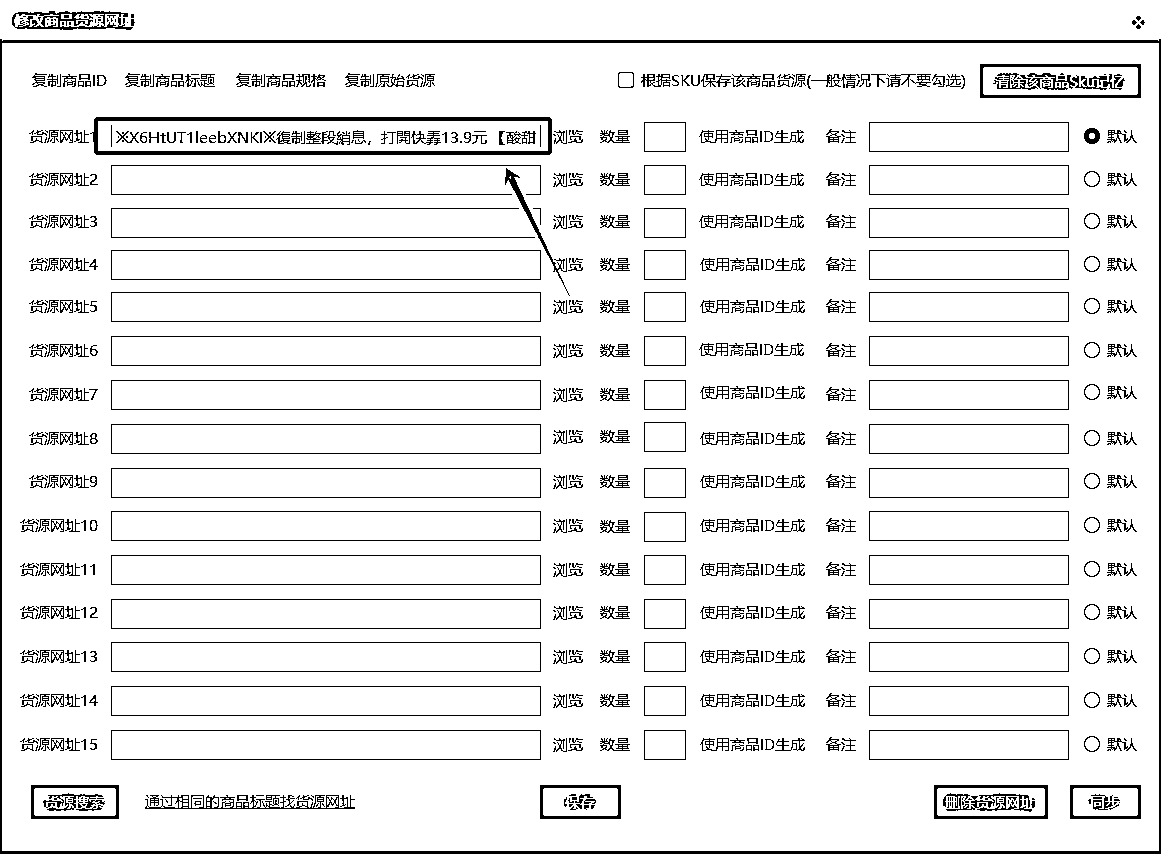 修改商品货源网址
复制商品ID 复制商品标题 复制商品规格 复制原始货源 根据SKU保存该商品货源(一般情况下请不要勾选) 清除该商品Sku记忆
货源网址1 ※X6HtUT1leebXNKI※復制整段綃息，打開快霹13.9元 【酸甜 浏览 数量 使用商品ID生成 备注 默认
货源网址2 浏览 数量 使用商品ID生成 备注 默认
货源网址3 浏览 数量 使用商品ID生成 备注 默认
货源网址4 浏览 数量 使用商品ID生成 备注 默认
货源网址5 浏览 数量 使用商品ID生成 备注 默认
货源网址6 浏览 数量 使用商品ID生成 备注 默认
货源网址7 浏览 数量 使用商品ID生成 备注 默认
货源网址8 浏览 数量 使用商品ID生成 备注 默认
货源网址9 浏览 数量 使用商品ID生成 备注 默认
货源网址10 浏览 数量 使用商品ID生成 备注 默认
货源网址11 浏览 数量 使用商品ID生成 备注 默认
货源网址12 浏览 数量 使用商品ID生成 备注 默认
货源网址13 浏览 数量 使用商品ID生成 备注 默认
货源网址14 浏览 数量 使用商品ID生成 备注 默认
货源网址15 浏览 数量 使用商品ID生成 备注 默认
货源搜索 通过相同的商品标题找货源网址 保存 删除货源网址 同步